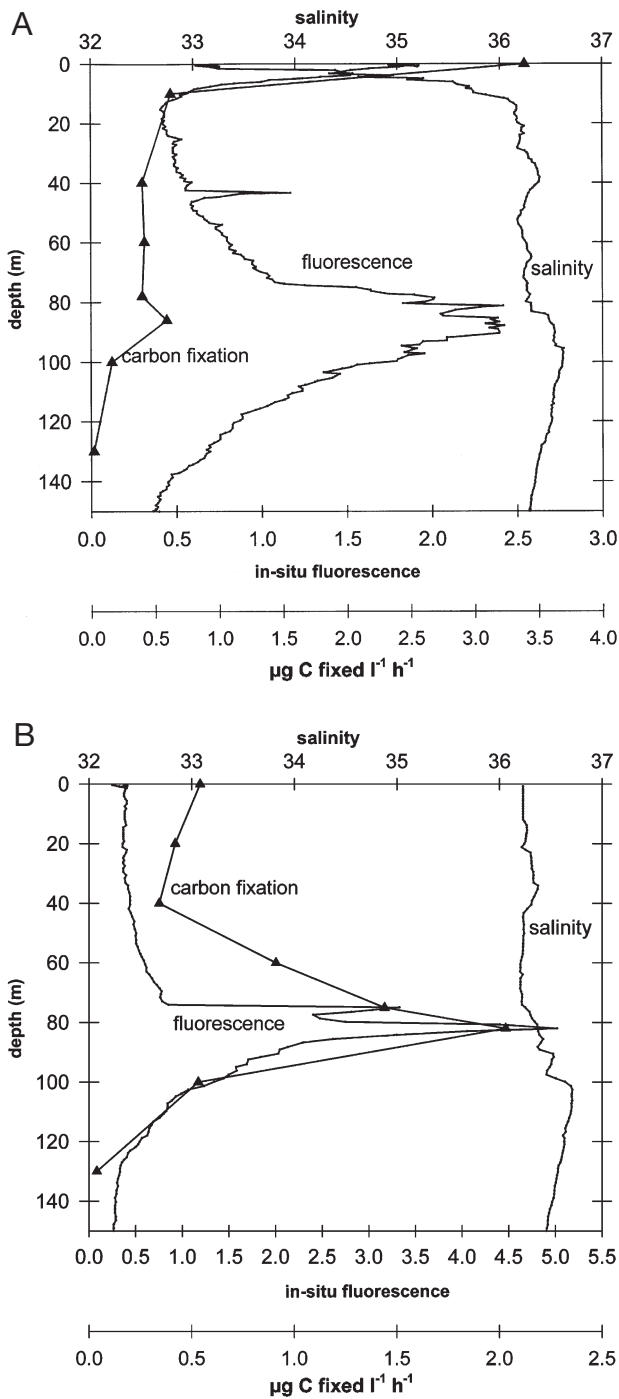 A
salinity
32 33 34 35 36 37
0
20
40
60
80
100
120
140
depth (m)
fluorescence
salinity
carbon fixation
0.0 0.5 1.0 1.5 2.0 2.5 3.0
in-situ fluorescence
0.0 0.5 1.0 1.5 2.0 2.5 3.0 3.5 4.0
µg C fixed l⁻¹ h⁻¹
B
salinity
32 33 34 35 36 37
0
20
40
60
80
100
120
140
depth (m)
carbon fixation
salinity
fluorescence
0.0 1.0 1.5 2.0 2.5 3.0 3.5 4.0 4.5 5.0 5.5
in-situ fluorescence
0.0 0.5 1.0 1.5 2.0 2.5
µg C fixed l⁻¹ h⁻¹